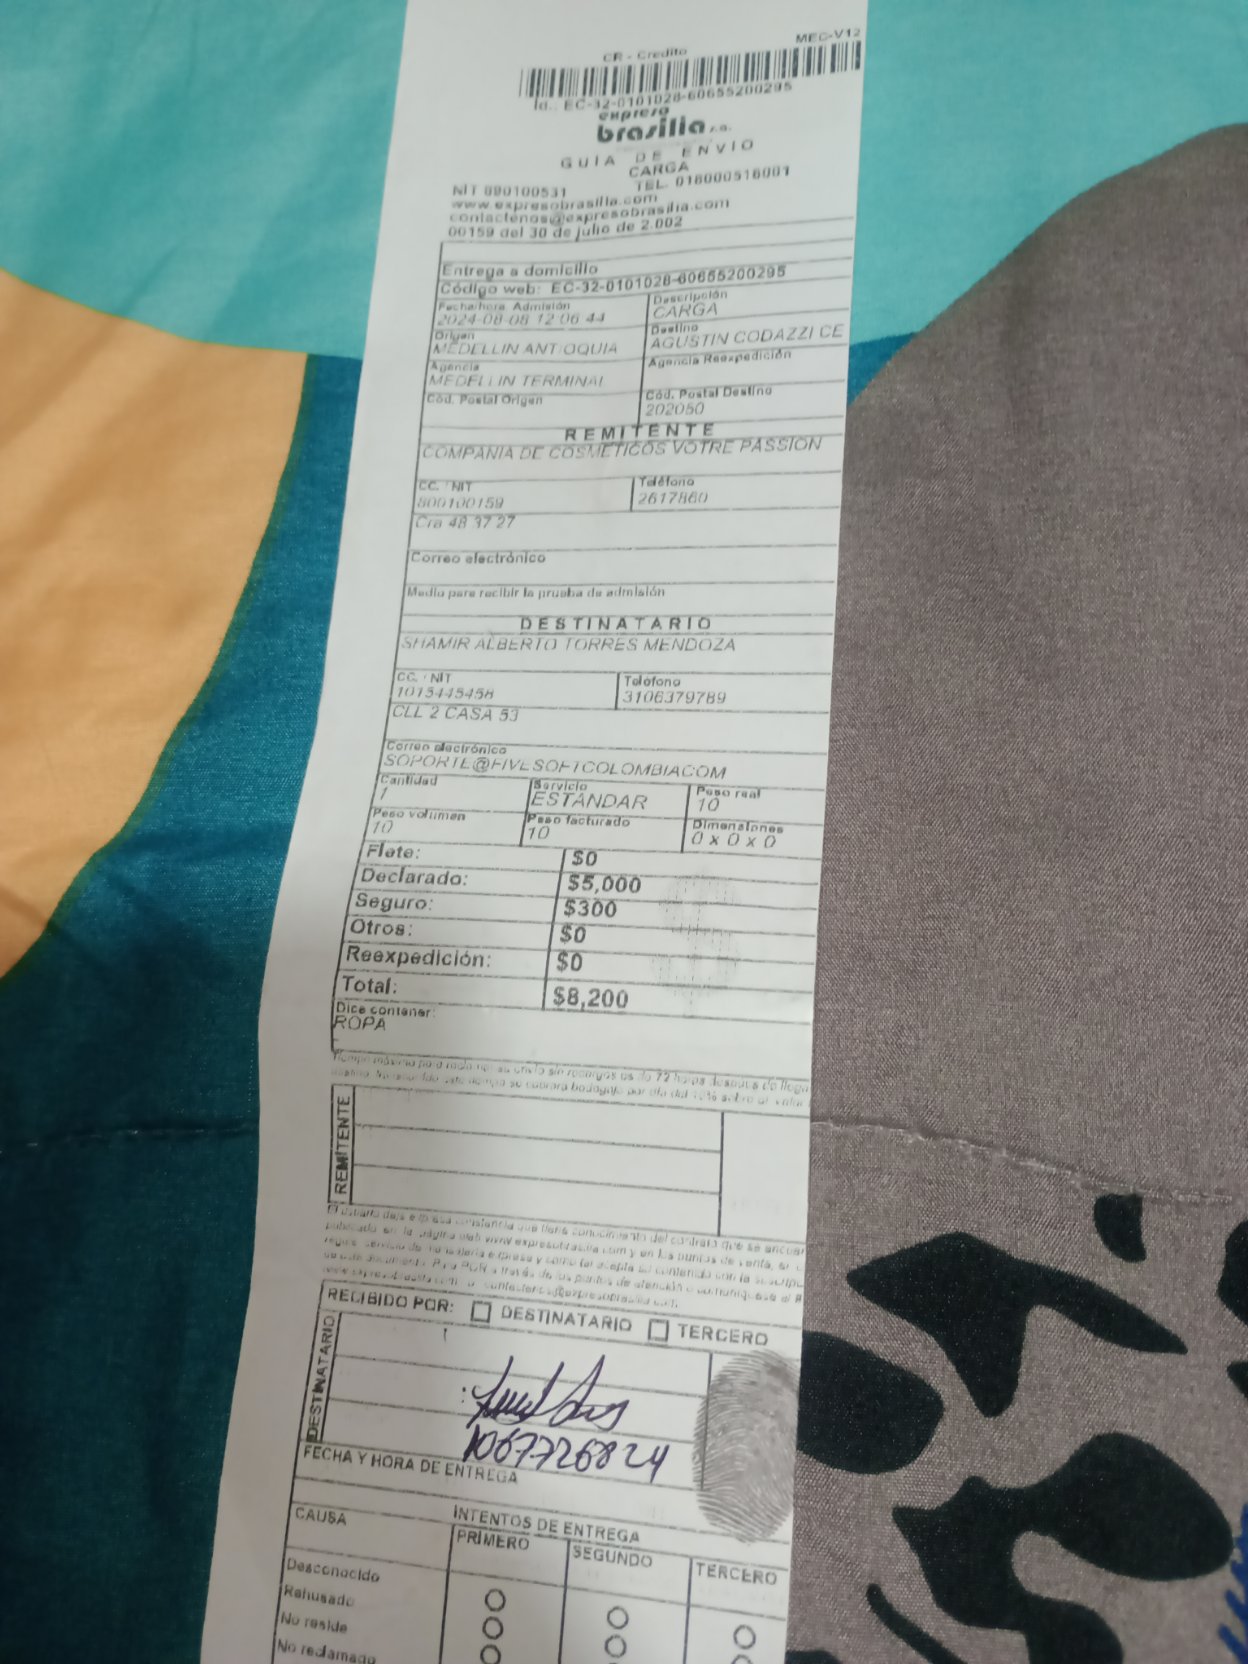 MEC-V12
CR - Credito
Id.. EC-32-0101028-60655200295
expreso
brasilia s.a.
GUIA DE ENVIO
CARGA
NIT 890100531 TEL. 018000518001
www.expresobrasilia.com
contactenos@expresobrasilia.com
00159 del 30 de julio de 2.002
Entrega a domicilio
Código web: EC-32-0101028-60655200295
Fecha/hora Admisión Descripción
2024-08-08 12:06:44 CARGA
Origen Destino
MEDELLIN ANTIOQUIA AGUSTIN CODAZZI CE
Agencia Agencia Reexpedición
MEDELLIN TERMINAL
Cód. Postal Origen Cód. Postal Destino
202050
REMITENTE
COMPANIA DE COSMETICOS VOTRE PASSION
CC. / NIT Teléfono
800100159 2617860
Cra 48 37 27
Correo electrónico
Medio para recibir la prueba de admisión
DESTINATARIO
SHAMIR ALBERTO TORRES MENDOZA
CC. / NIT Teléfono
1015445458 3106379789
CLL 2 CASA 53
Correo electrónico
SOPORTE@FIVESOFTCOLOMBIACOM
Cantidad Servicio Peso real
1 ESTÁNDAR 10
Peso volumen Peso facturado Dimensiones
10 10 0 x 0 x 0
Flete: $0
Declarado: $5,000
Seguro: $300
Otros: $0
Reexpedición: $0
Total: $8,200
Dice contener:
ROPA
REMITENTE
RECIBIDO POR: DESTINATARIO TERCERO
DESTINATARIO
1067726824
FECHA Y HORA DE ENTREGA
CAUSA INTENTOS DE ENTREGA
PRIMERO SEGUNDO TERCERO
Desconocido
Rehusado
No reside
No reclamado